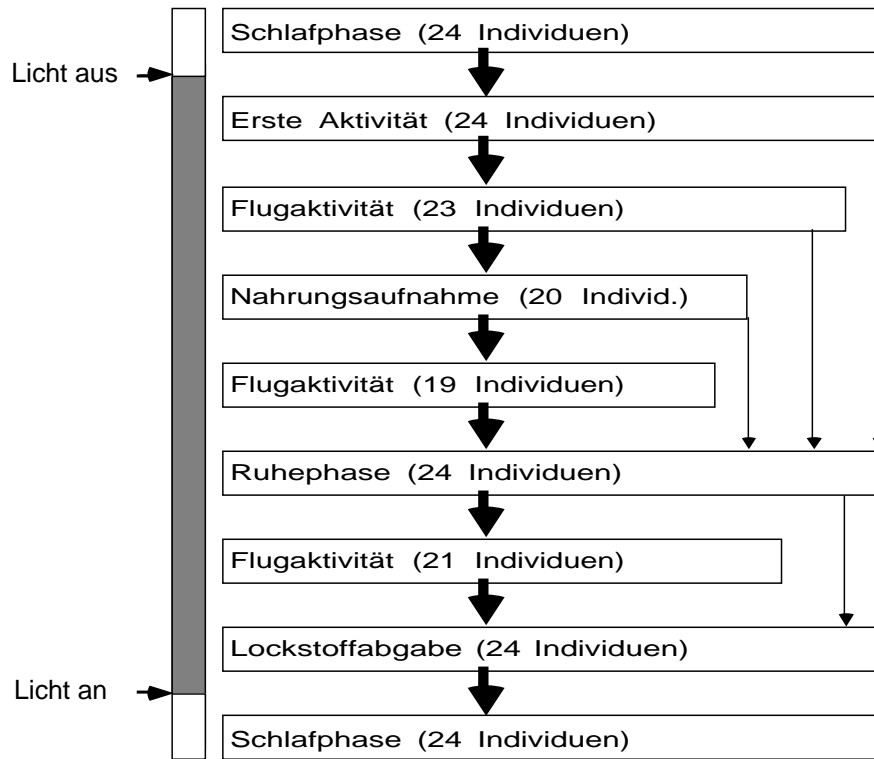 Schlafphase (24 Individuen)
Licht aus
Erste Aktivität (24 Individuen)
Flugaktivität (23 Individuen)
Nahrungsaufnahme (20 Individ.)
Flugaktivität (19 Individuen)
Ruhephase (24 Individuen)
Flugaktivität (21 Individuen)
Lockstoffabgabe (24 Individuen)
Licht an
Schlafphase (24 Individuen)